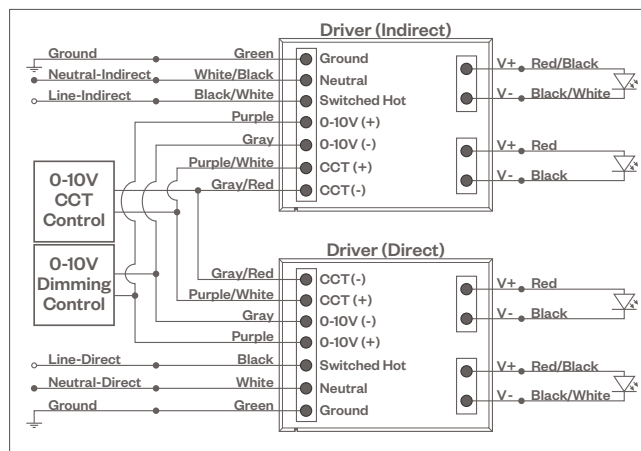 Driver (Indirect)
Ground Green Ground
Neutral-Indirect White/Black Neutral
Line-Indirect Black/White Switched Hot
Purple 0-10V (+)
Gray 0-10V (-)
Purple/White CCT (+)
Gray/Red CCT (-)
V+ Red/Black
V- Black/White
V+ Red
V- Black
0-10V
CCT
Control
0-10V
Dimming
Control
Driver (Direct)
Gray/Red CCT (-)
Purple/White CCT (+)
Gray 0-10V (-)
Purple 0-10V (+)
Line-Direct Black Switched Hot
Neutral-Direct White Neutral
Ground Green Ground
V+ Red
V- Black
V+ Red/Black
V- Black/White